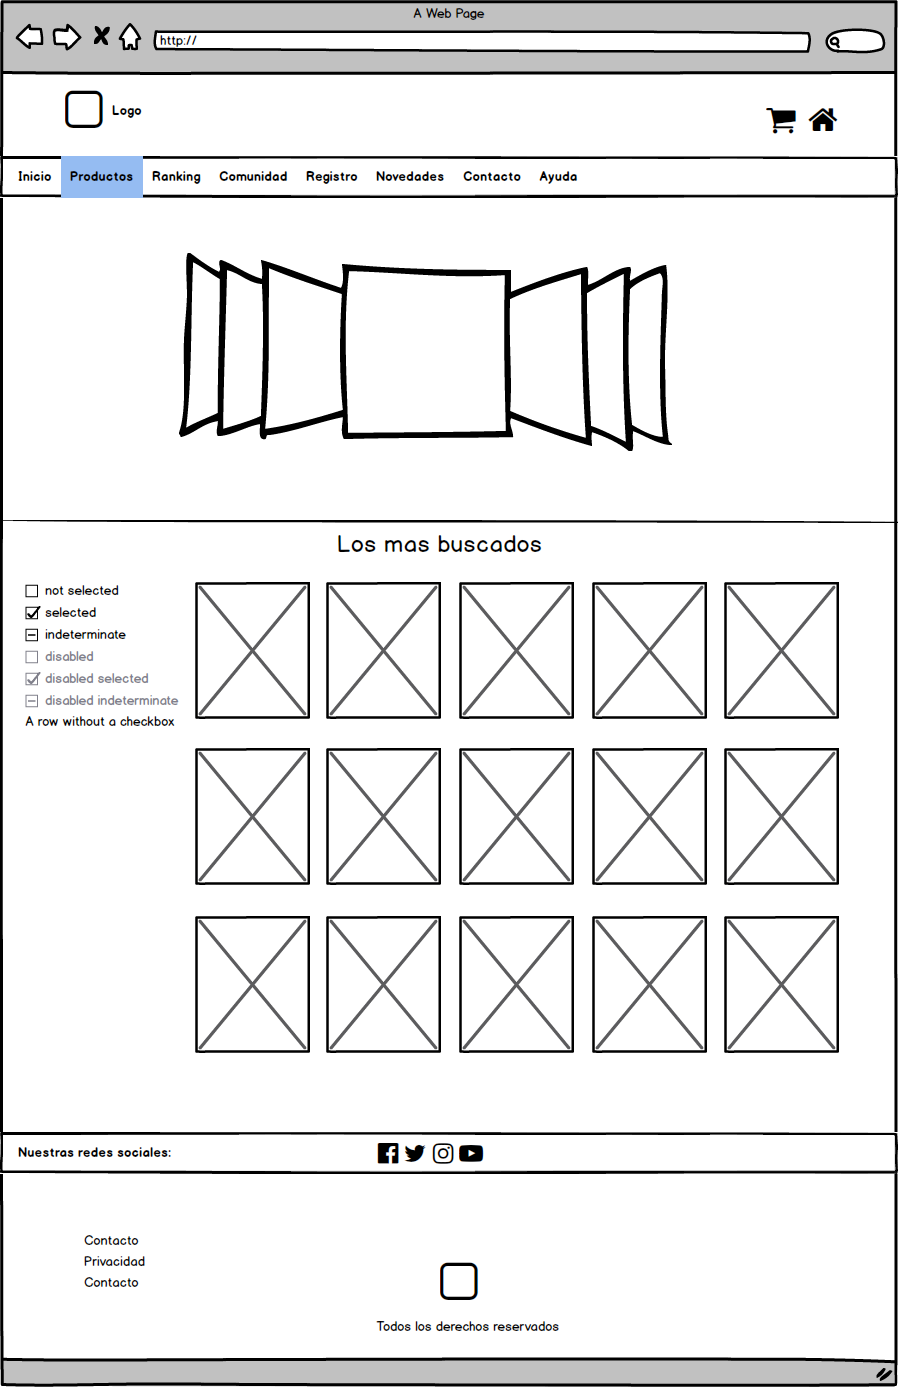 A Web Page
http://
Logo
Inicio Productos Ranking Comunidad Registro Novedades Contacto Ayuda
Los mas buscados
not selected
selected
indeterminate
disabled
disabled selected
disabled indeterminate
A row without a checkbox
Nuestras redes sociales:
Contacto
Privacidad
Contacto
Todos los derechos reservados